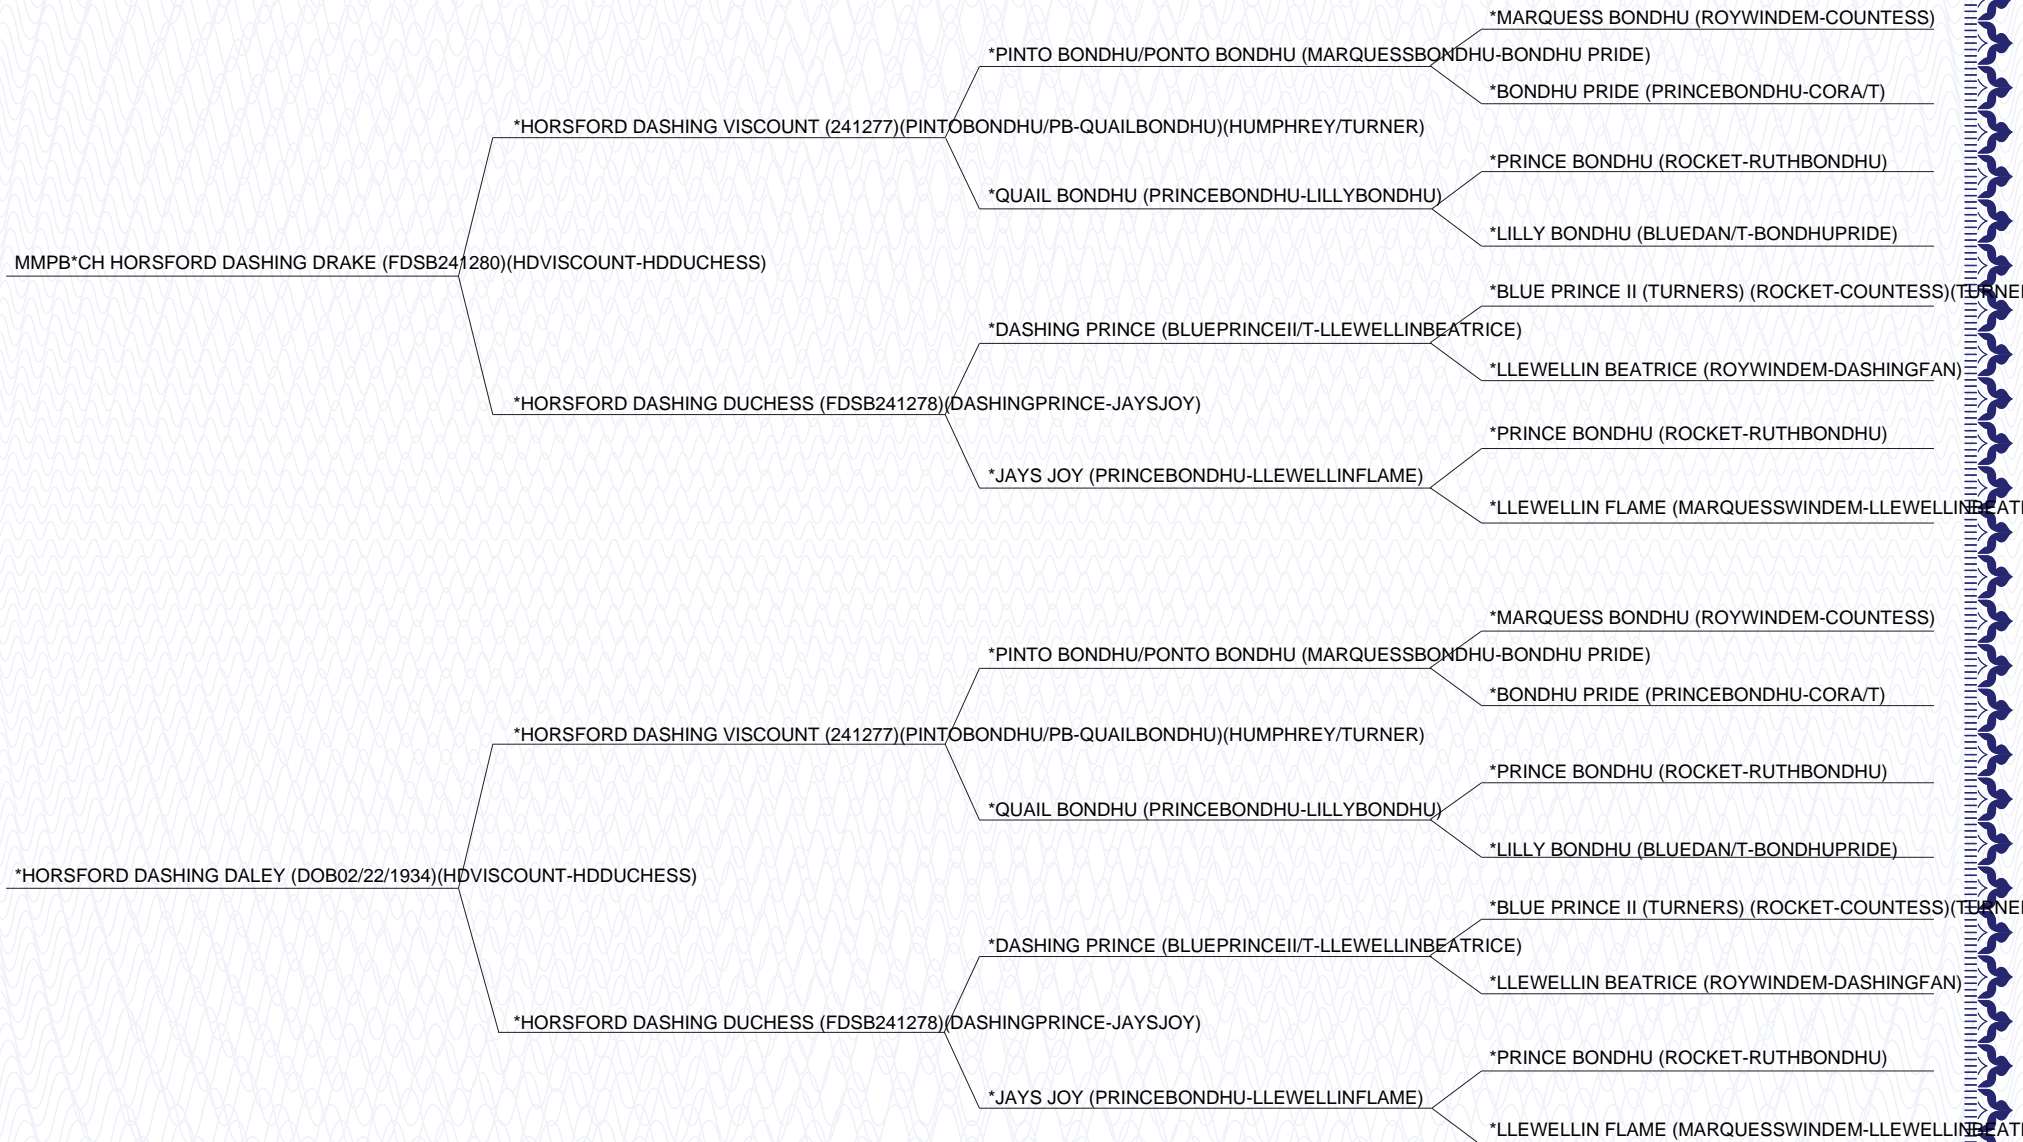 *MARQUESS BONDHU (ROYWINDEM-COUNTESS)
*PINTO BONDHU/PONTO BONDHU (MARQUESSBONDHU-BONDHU PRIDE)
*BONDHU PRIDE (PRINCEBONDHU-CORA/T)
*HORSFORD DASHING VISCOUNT (241277)(PINTOBONDHU/PB-QUAILBONDHU)(HUMPHREY/TURNER)
*PRINCE BONDHU (ROCKET-RUTHBONDHU)
*QUAIL BONDHU (PRINCEBONDHU-LILLYBONDHU)
*LILLY BONDHU (BLUEDAN/T-BONDHUPRIDE)
MMPB*CH HORSFORD DASHING DRAKE (FDSB241280)(HDVISCOUNT-HDDUCHESS)
*BLUE PRINCE II (TURNERS) (ROCKET-COUNTESS)(TURNE
*DASHING PRINCE (BLUEPRINCEII/T-LLEWELLINBEATRICE)
*LLEWELLIN BEATRICE (ROYWINDEM-DASHINGFAN)
*HORSFORD DASHING DUCHESS (FDSB241278)(DASHINGPRINCE-JAYSJOY)
*PRINCE BONDHU (ROCKET-RUTHBONDHU)
*JAYS JOY (PRINCEBONDHU-LLEWELLINFLAME)
*LLEWELLIN FLAME (MARQUESSWINDEM-LLEWELLINBEAT
*MARQUESS BONDHU (ROYWINDEM-COUNTESS)
*PINTO BONDHU/PONTO BONDHU (MARQUESSBONDHU-BONDHU PRIDE)
*BONDHU PRIDE (PRINCEBONDHU-CORA/T)
*HORSFORD DASHING VISCOUNT (241277)(PINTOBONDHU/PB-QUAILBONDHU)(HUMPHREY/TURNER)
*PRINCE BONDHU (ROCKET-RUTHBONDHU)
*QUAIL BONDHU (PRINCEBONDHU-LILLYBONDHU)
*LILLY BONDHU (BLUEDAN/T-BONDHUPRIDE)
*HORSFORD DASHING DALEY (DOB02/22/1934)(HDVISCOUNT-HDDUCHESS)
*BLUE PRINCE II (TURNERS) (ROCKET-COUNTESS)(TURNE
*DASHING PRINCE (BLUEPRINCEII/T-LLEWELLINBEATRICE)
*LLEWELLIN BEATRICE (ROYWINDEM-DASHINGFAN)
*HORSFORD DASHING DUCHESS (FDSB241278)(DASHINGPRINCE-JAYSJOY)
*PRINCE BONDHU (ROCKET-RUTHBONDHU)
*JAYS JOY (PRINCEBONDHU-LLEWELLINFLAME)
*LLEWELLIN FLAME (MARQUESSWINDEM-LLEWELLINBEAT